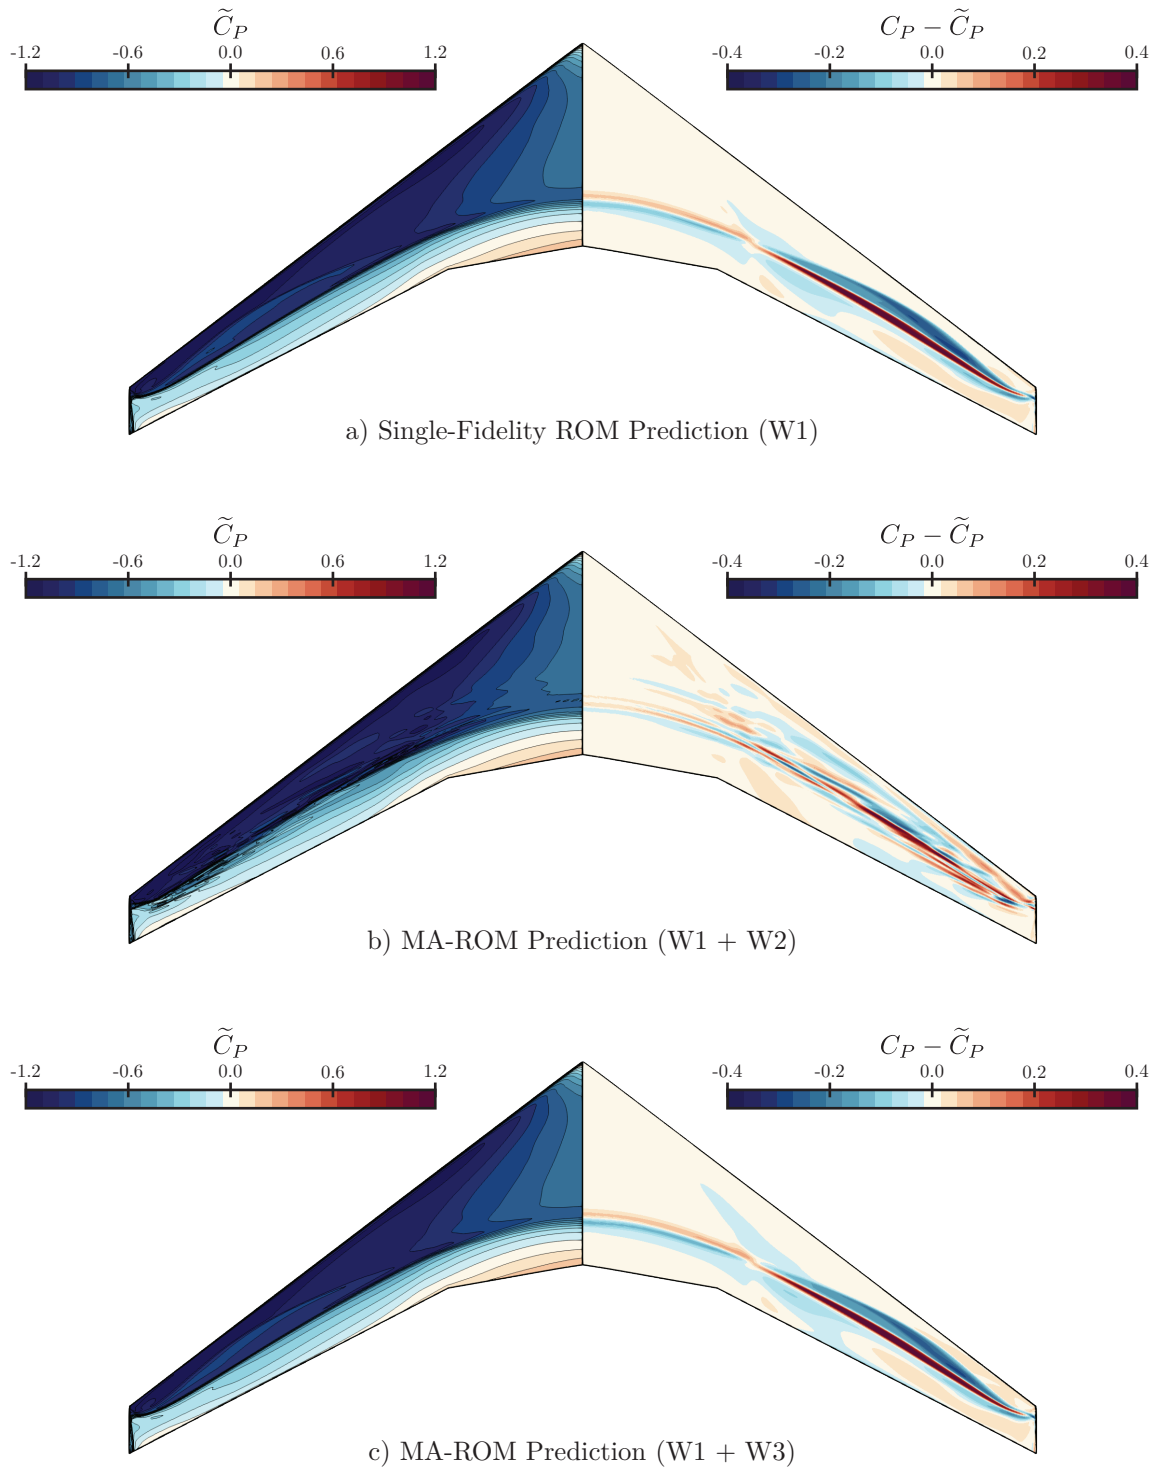 C̃_P C_P − C̃_P
-1.2 -0.6 0.0 0.6 1.2 -0.4 -0.2 0.0 0.2 0.4
a) Single-Fidelity ROM Prediction (W1)
C̃_P C_P − C̃_P
-1.2 -0.6 0.0 0.6 1.2 -0.4 -0.2 0.0 0.2 0.4
b) MA-ROM Prediction (W1 + W2)
C̃_P C_P − C̃_P
-1.2 -0.6 0.0 0.6 1.2 -0.4 -0.2 0.0 0.2 0.4
c) MA-ROM Prediction (W1 + W3)